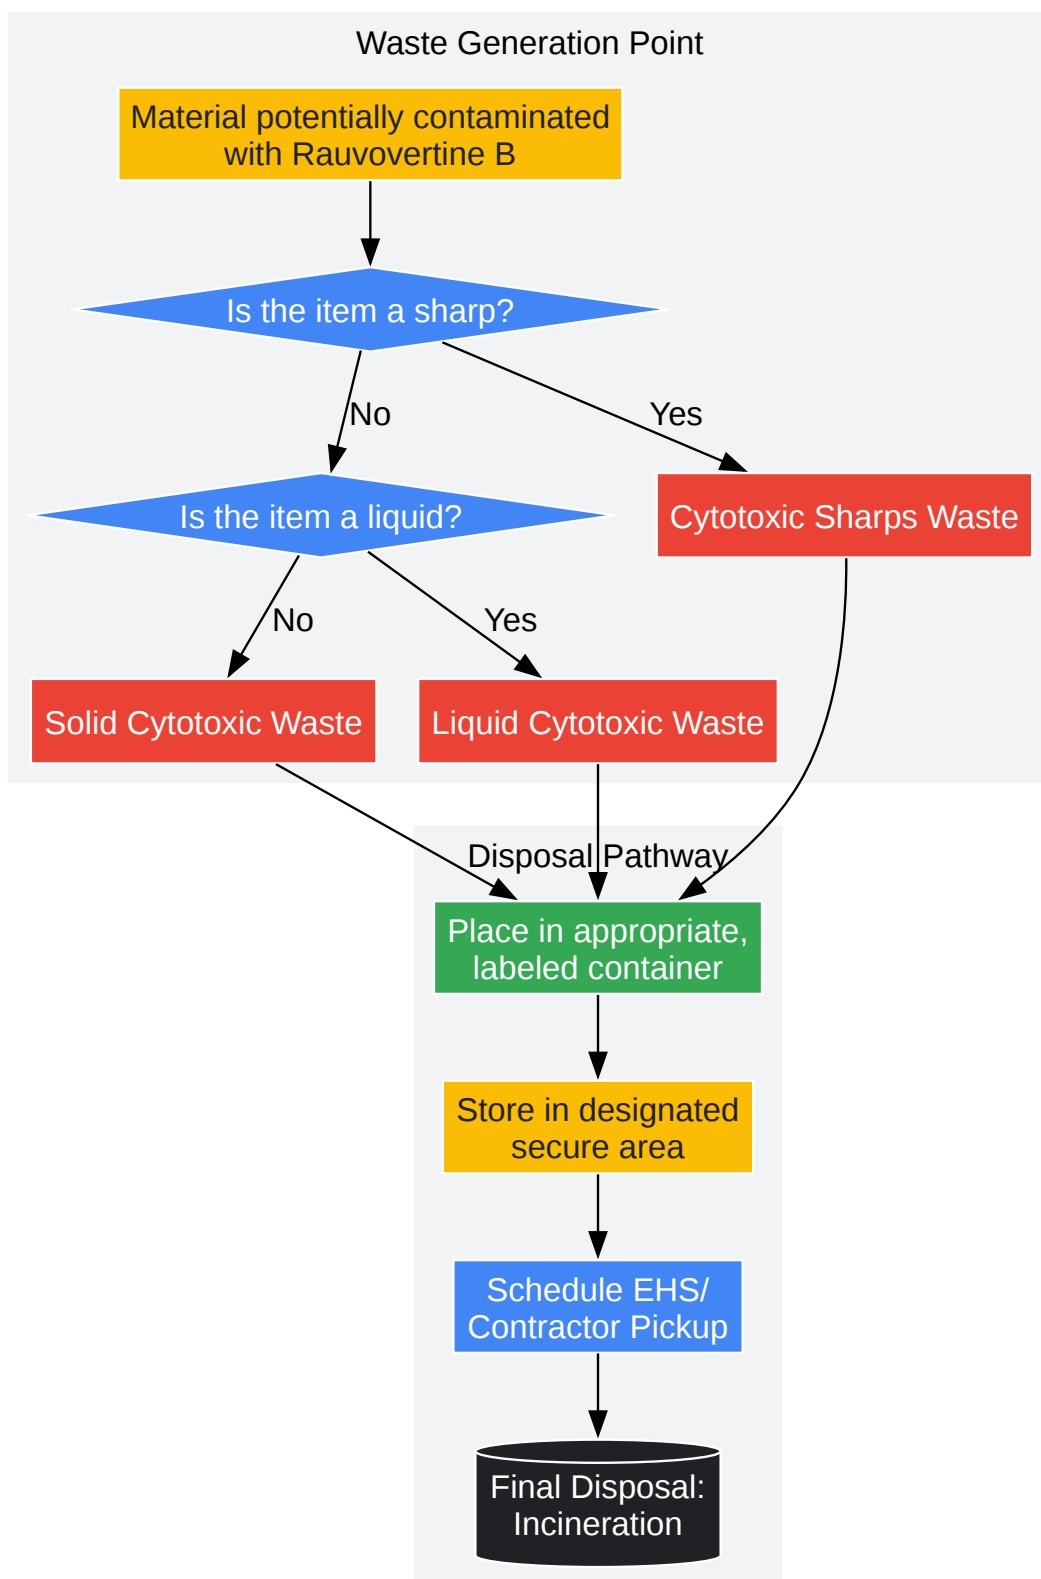 Waste Generation Point
Material potentially contaminated
with Rauvovertine B
Is the item a sharp?
No
Yes
Is the item a liquid?
Cytotoxic Sharps Waste
No
Yes
Solid Cytotoxic Waste
Liquid Cytotoxic Waste
Disposal Pathway
Place in appropriate,
labeled container
Store in designated
secure area
Schedule EHS/
Contractor Pickup
Final Disposal:
Incineration